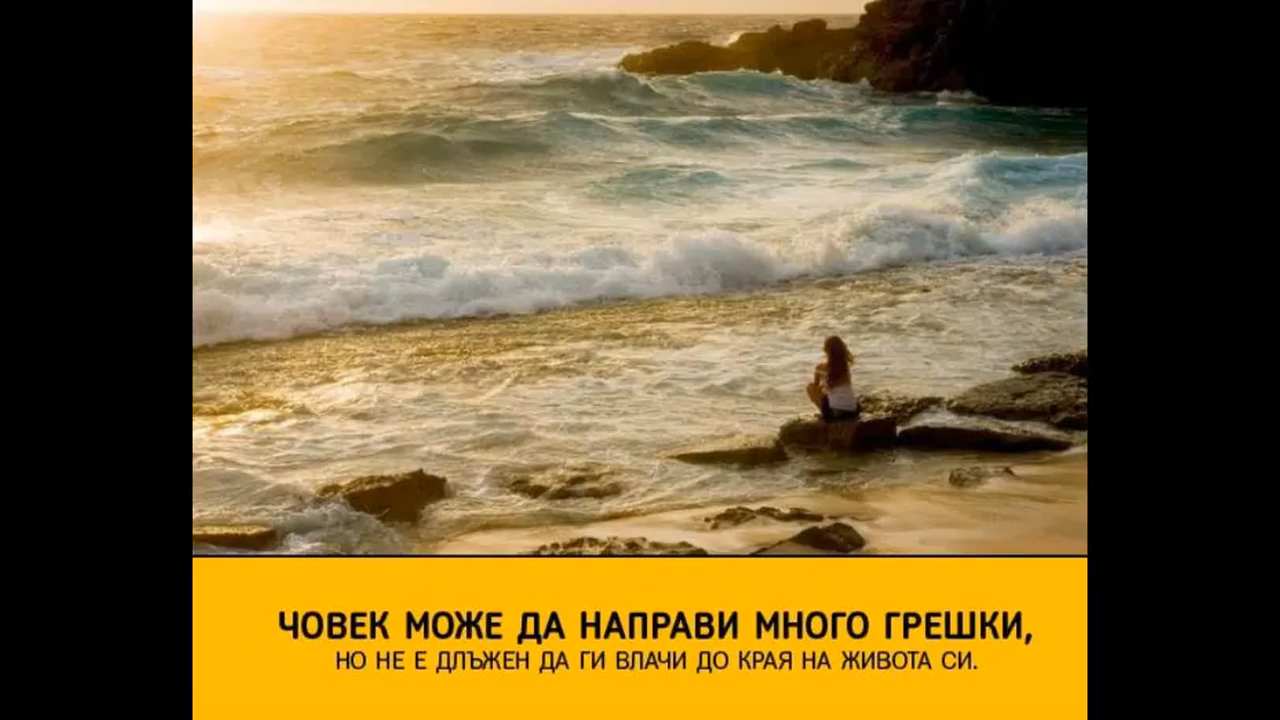 ЧОВЕК МОЖЕ ДА НАПРАВИ МНОГО ГРЕШКИ,
НО НЕ Е ДЛЪЖЕН ДА ГИ ВЛАЧИ ДО КРАЯ НА ЖИВОТА СИ.